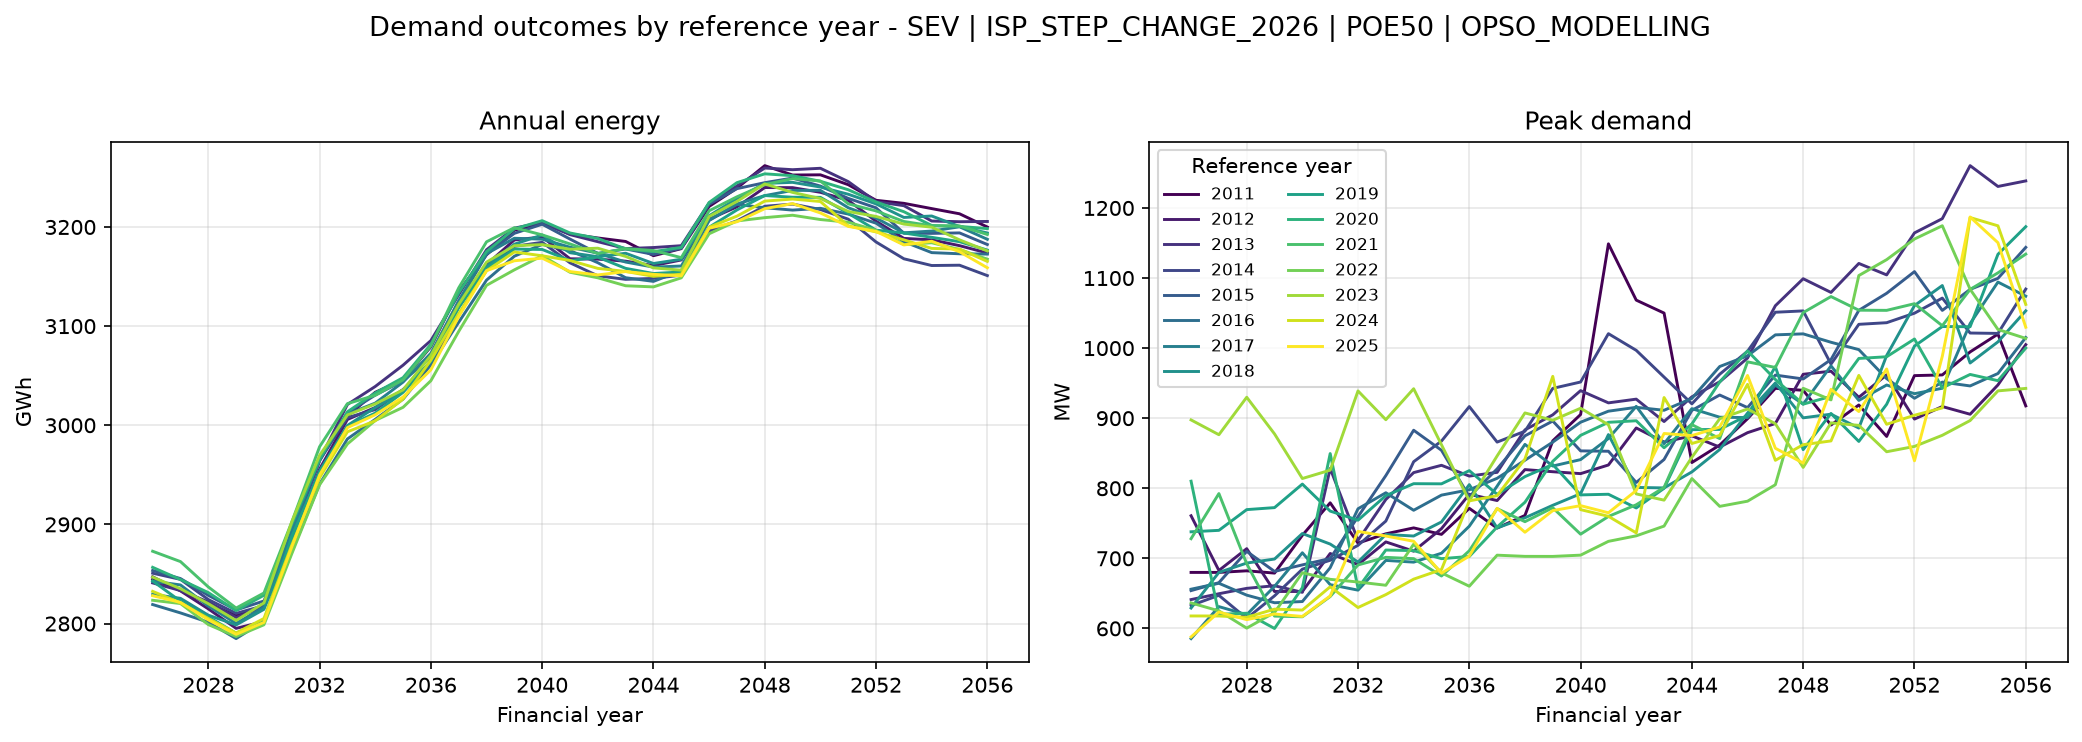 Demand outcomes by reference year - SEV | ISP_STEP_CHANGE_2026 | POE50 | OPSO_MODELLING
Annual energy
GWh
3200
3100
3000
2900
2800
2028 2032 2036 2040 2044 2048 2052 2056
Financial year
Peak demand
MW
1200
1100
1000
900
800
700
600
Reference year
2011 2019
2012 2020
2013 2021
2014 2022
2015 2023
2016 2024
2017 2025
2018
2028 2032 2036 2040 2044 2048 2052 2056
Financial year